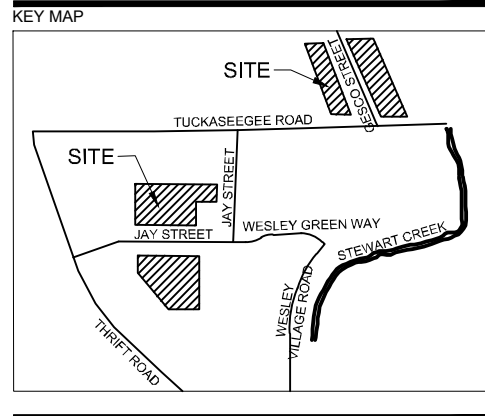 KEY MAP
SITE
GESCO STREET
TUCKASEEGEE ROAD
SITE
JAY STREET
JAY STREET
WESLEY GREEN WAY
STEWART CREEK
WESLEY
VILLAGE ROAD
THRIFT ROAD